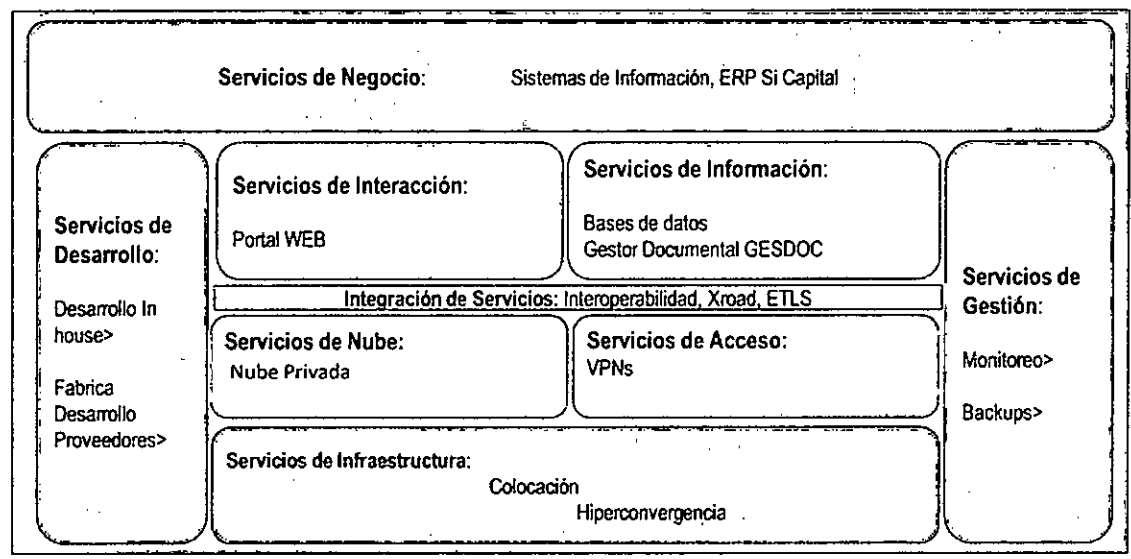 Servicios de Negocio: Sistemas de Información, ERP Si Capital
Servicios de
Desarrollo:
Desarrollo In
house>
Fabrica
Desarrollo
Proveedores>
Servicios de Interacción:
Portal WEB
Servicios de Información:
Bases de datos
Gestor Documental GESDOC
Integración de Servicios: Interoperabilidad, Xroad, ETLS
Servicios de Nube:
Nube Privada
Servicios de Acceso:
VPNs
Servicios de Infraestructura:
Colocación
Hiperconvergencia
Servicios de
Gestión:
Monitoreo>
Backups>